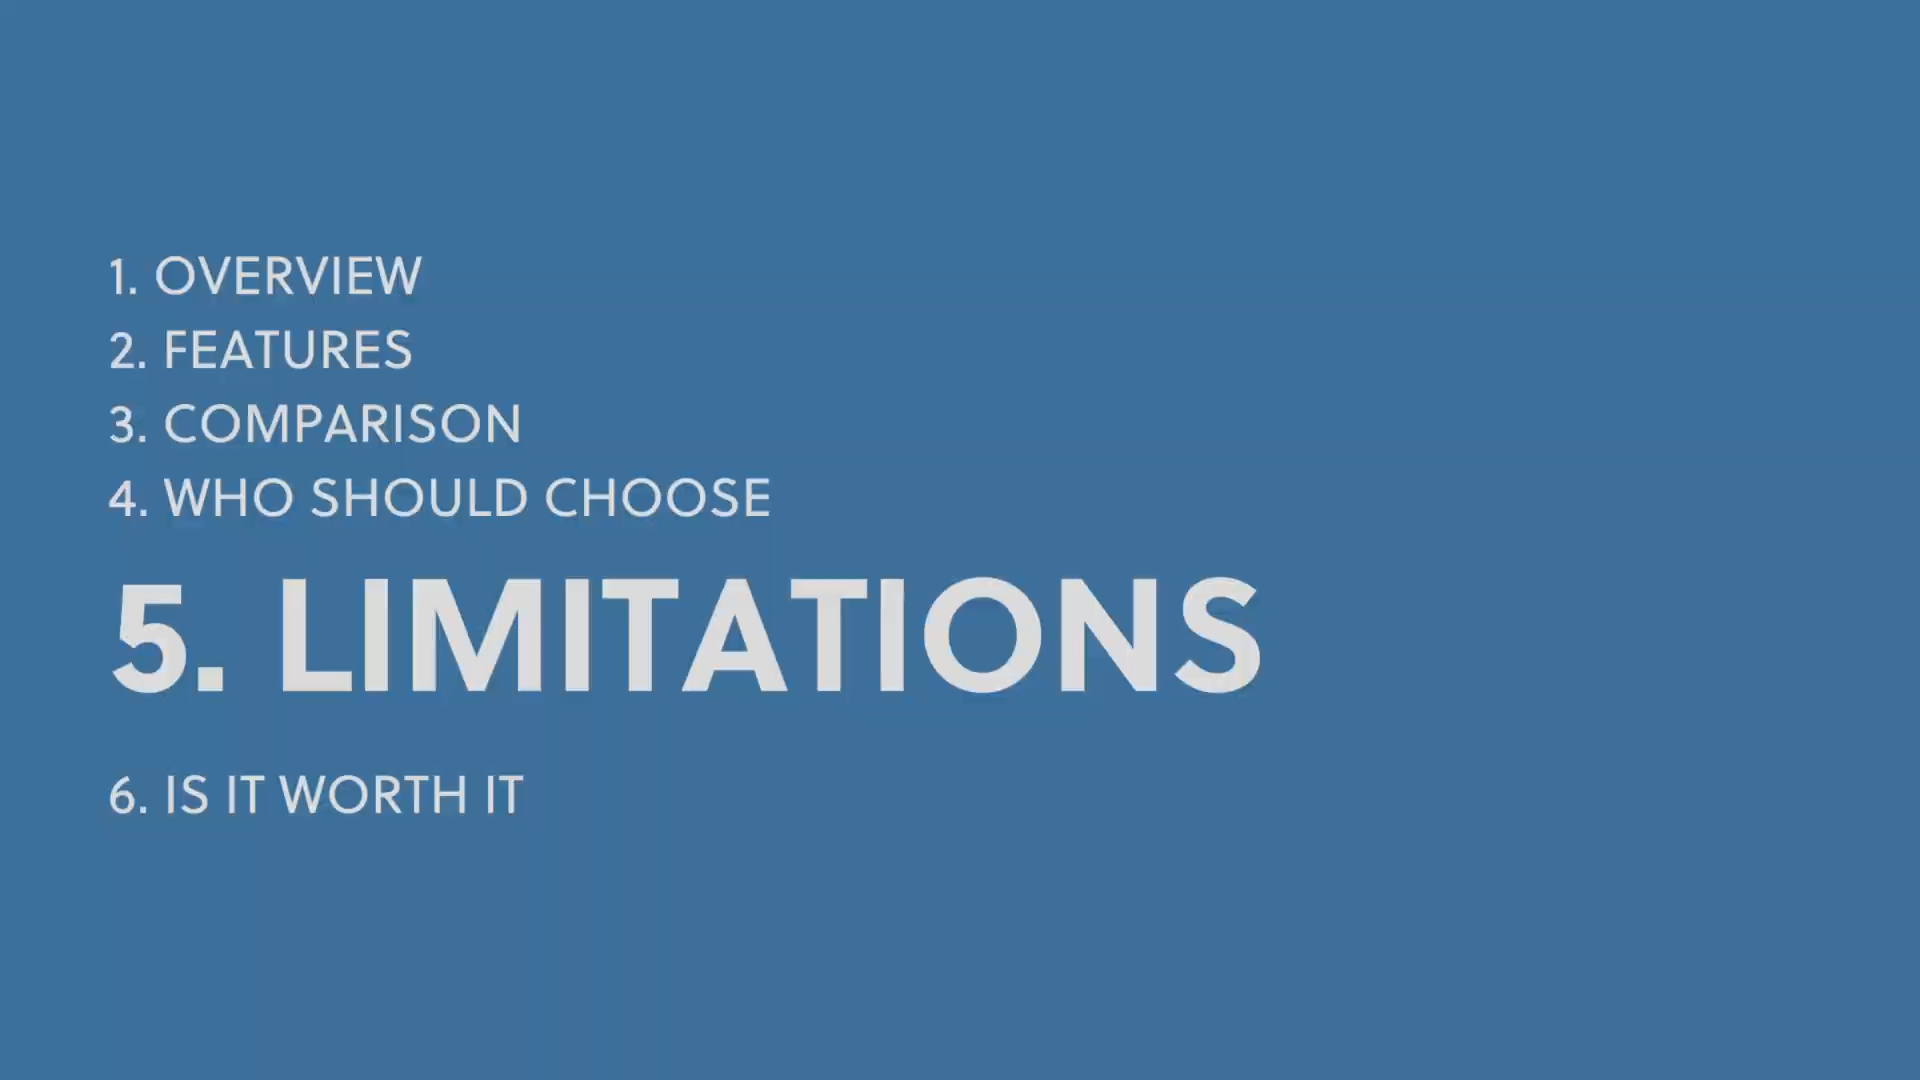 1. OVERVIEW
2. FEATURES
3. COMPARISON
4. WHO SHOULD CHOOSE
5. LIMITATIONS
6. IS IT WORTH IT